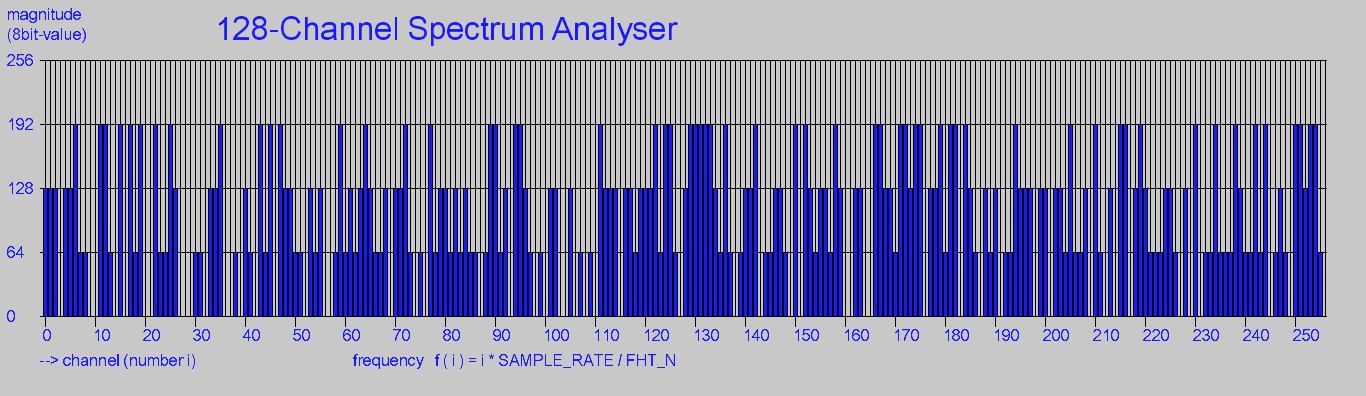 magnitude
(8bit-value)
128-Channel Spectrum Analyser
256
192
128
64
0
0 10 20 30 40 50 60 70 80 90 100 110 120 130 140 150 160 170 180 190 200 210 220 230 240 250
--> channel (number i) frequency f ( i ) = i * SAMPLE_RATE / FHT_N